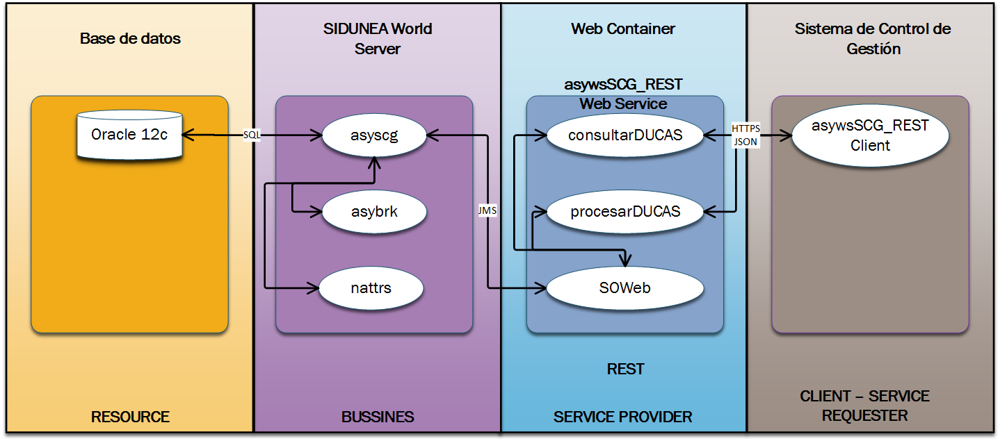 Base de datos
Oracle 12c
RESOURCE
SQL
SIDUNEA World
Server
asyscg
asybrk
nattrs
BUSSINES
JMS
Web Container
asywsSCG_REST
Web Service
consultarDUCAS
procesarDUCAS
SOWeb
REST
SERVICE PROVIDER
HTTPS
JSON
Sistema de Control de
Gestión
asywsSCG_REST
Client
CLIENT – SERVICE
REQUESTER